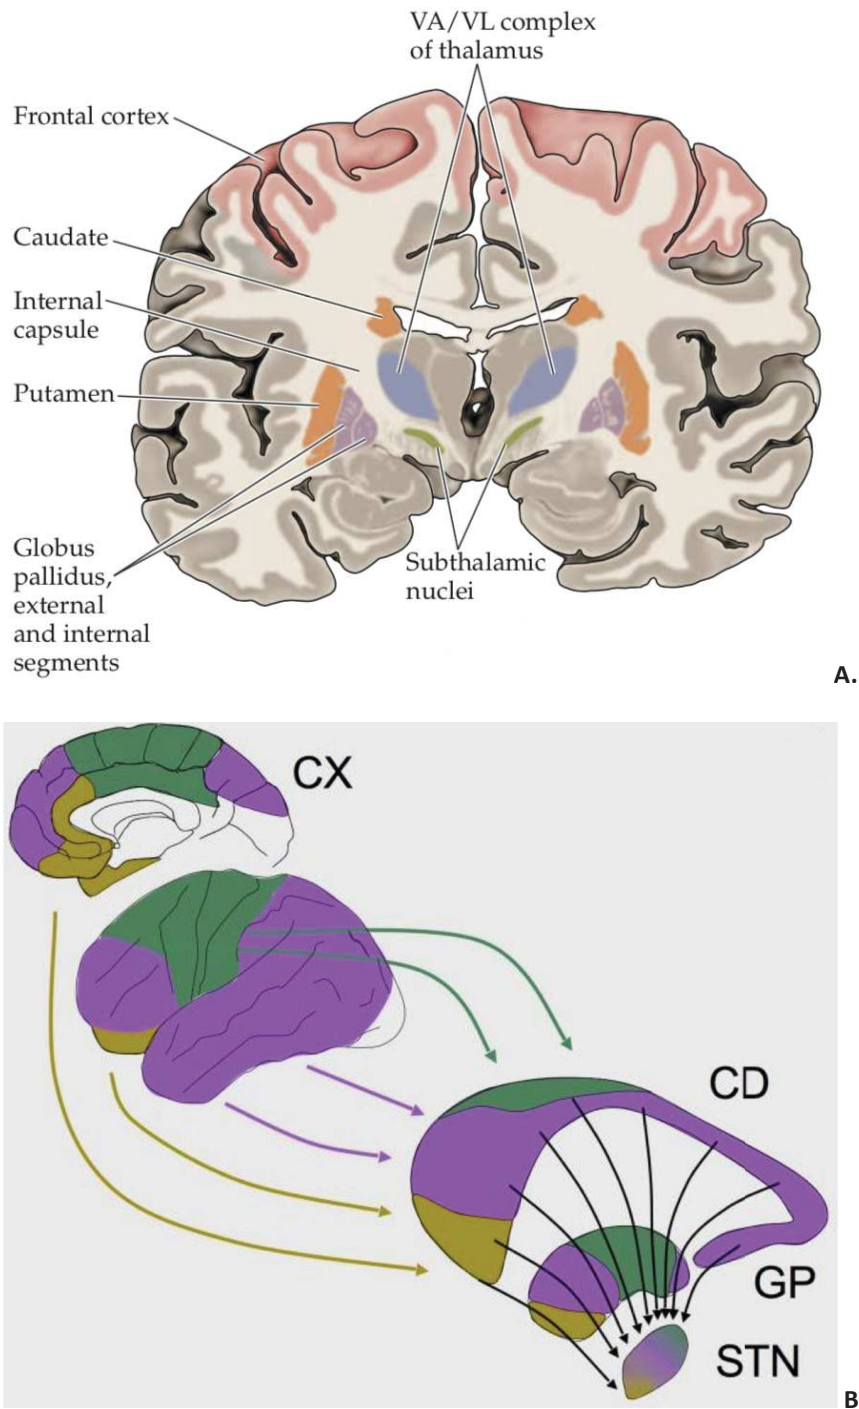 VA/VL complex
of thalamus
Frontal cortex
Caudate
Internal
capsule
Putamen
Globus
pallidus,
external
and internal
segments
Subthalamic
nuclei
A.
CX
CD
GP
STN
B